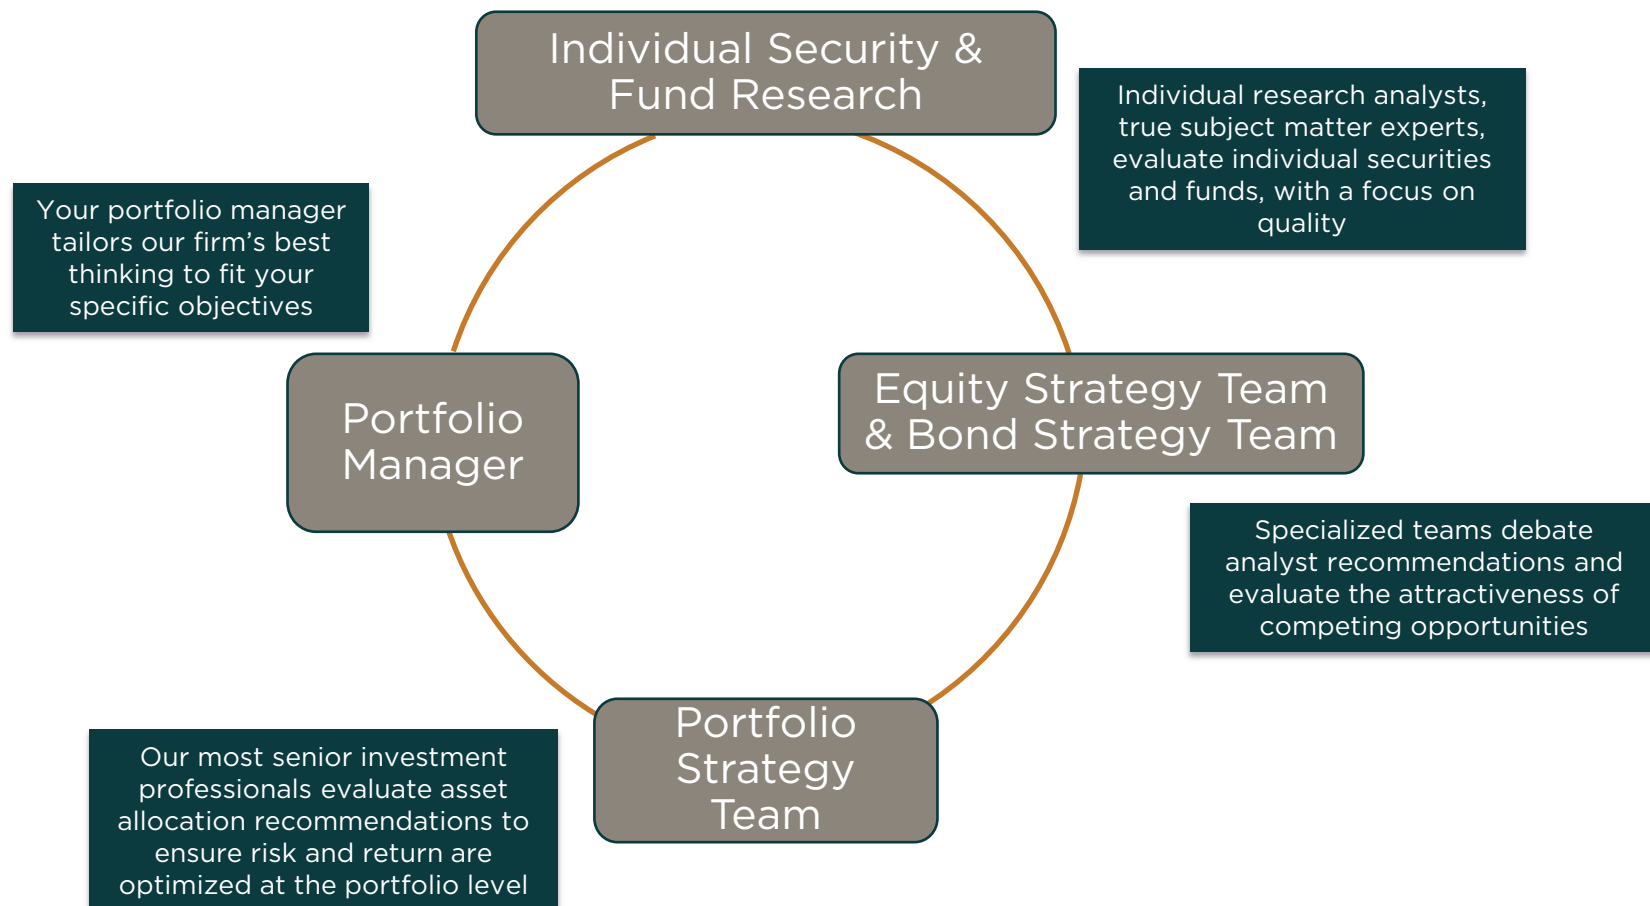 Individual Security &
Fund Research
Individual research analysts,
true subject matter experts,
evaluate individual securities
and funds, with a focus on
quality
Your portfolio manager
tailors our firm’s best
thinking to fit your
specific objectives
Portfolio
Manager
Equity Strategy Team
& Bond Strategy Team
Specialized teams debate
analyst recommendations and
evaluate the attractiveness of
competing opportunities
Portfolio
Strategy
Team
Our most senior investment
professionals evaluate asset
allocation recommendations to
ensure risk and return are
optimized at the portfolio level